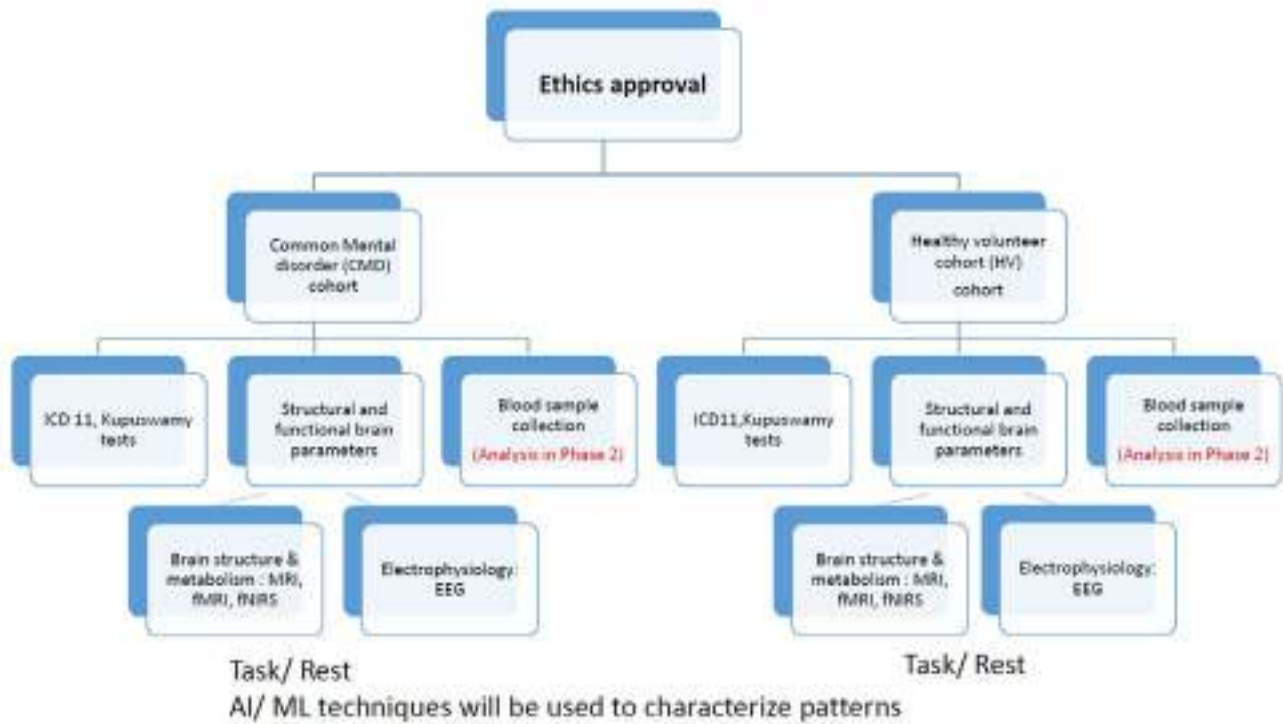 Ethics approval
Common Mental
disorder (CMD)
cohort
Healthy volunteer
cohort (HV)
cohort
ICD 11, Kupuswamy
tests
Structural and
functional brain
parameters
Blood sample
collection
(Analysis in Phase 2)
ICD11,Kupuswamy
tests
Structural and
functional brain
parameters
Blood sample
collection
(Analysis in Phase 2)
Brain structure &
metabolism : MRI,
fMRI, fNIRS
Electrophysiology:
EEG
Brain structure &
metabolism : MRI,
fMRI, fNIRS
Electrophysiology:
EEG
Task/ Rest
Task/ Rest
AI/ ML techniques will be used to characterize patterns